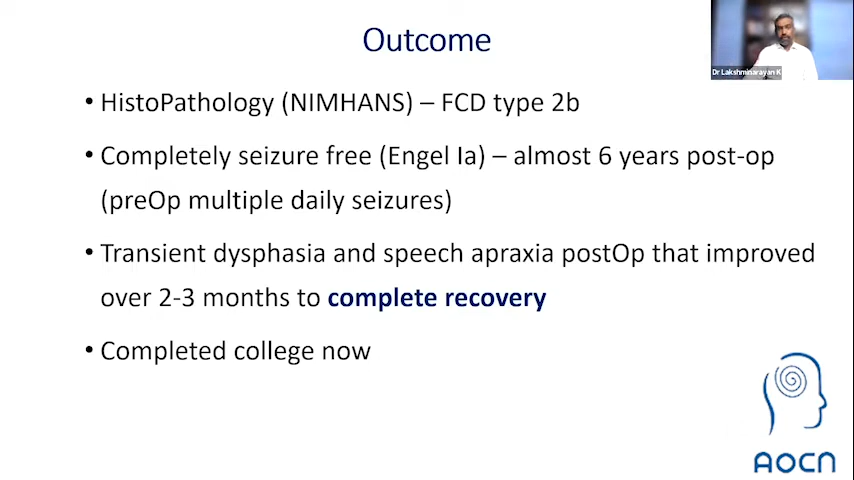 Outcome
Dr Lakshminarayan K
• HistoPathology (NIMHANS) – FCD type 2b
• Completely seizure free (Engel Ia) – almost 6 years post-op
(preOp multiple daily seizures)
• Transient dysphasia and speech apraxia postOp that improved
over 2-3 months to complete recovery
• Completed college now
AOCN